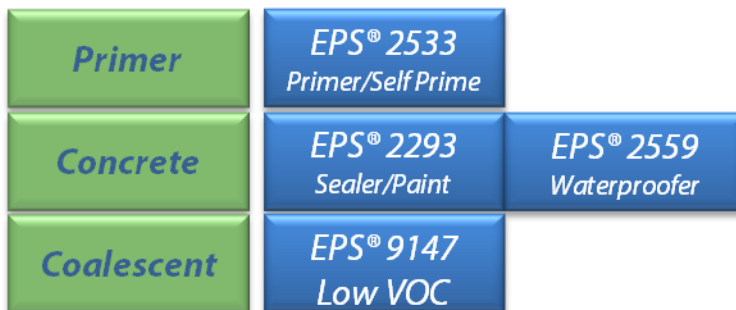 Primer
EPS® 2533
Primer/Self Prime
Concrete
EPS® 2293
Sealer/Paint
EPS® 2559
Waterproofer
Coalescent
EPS® 9147
Low VOC